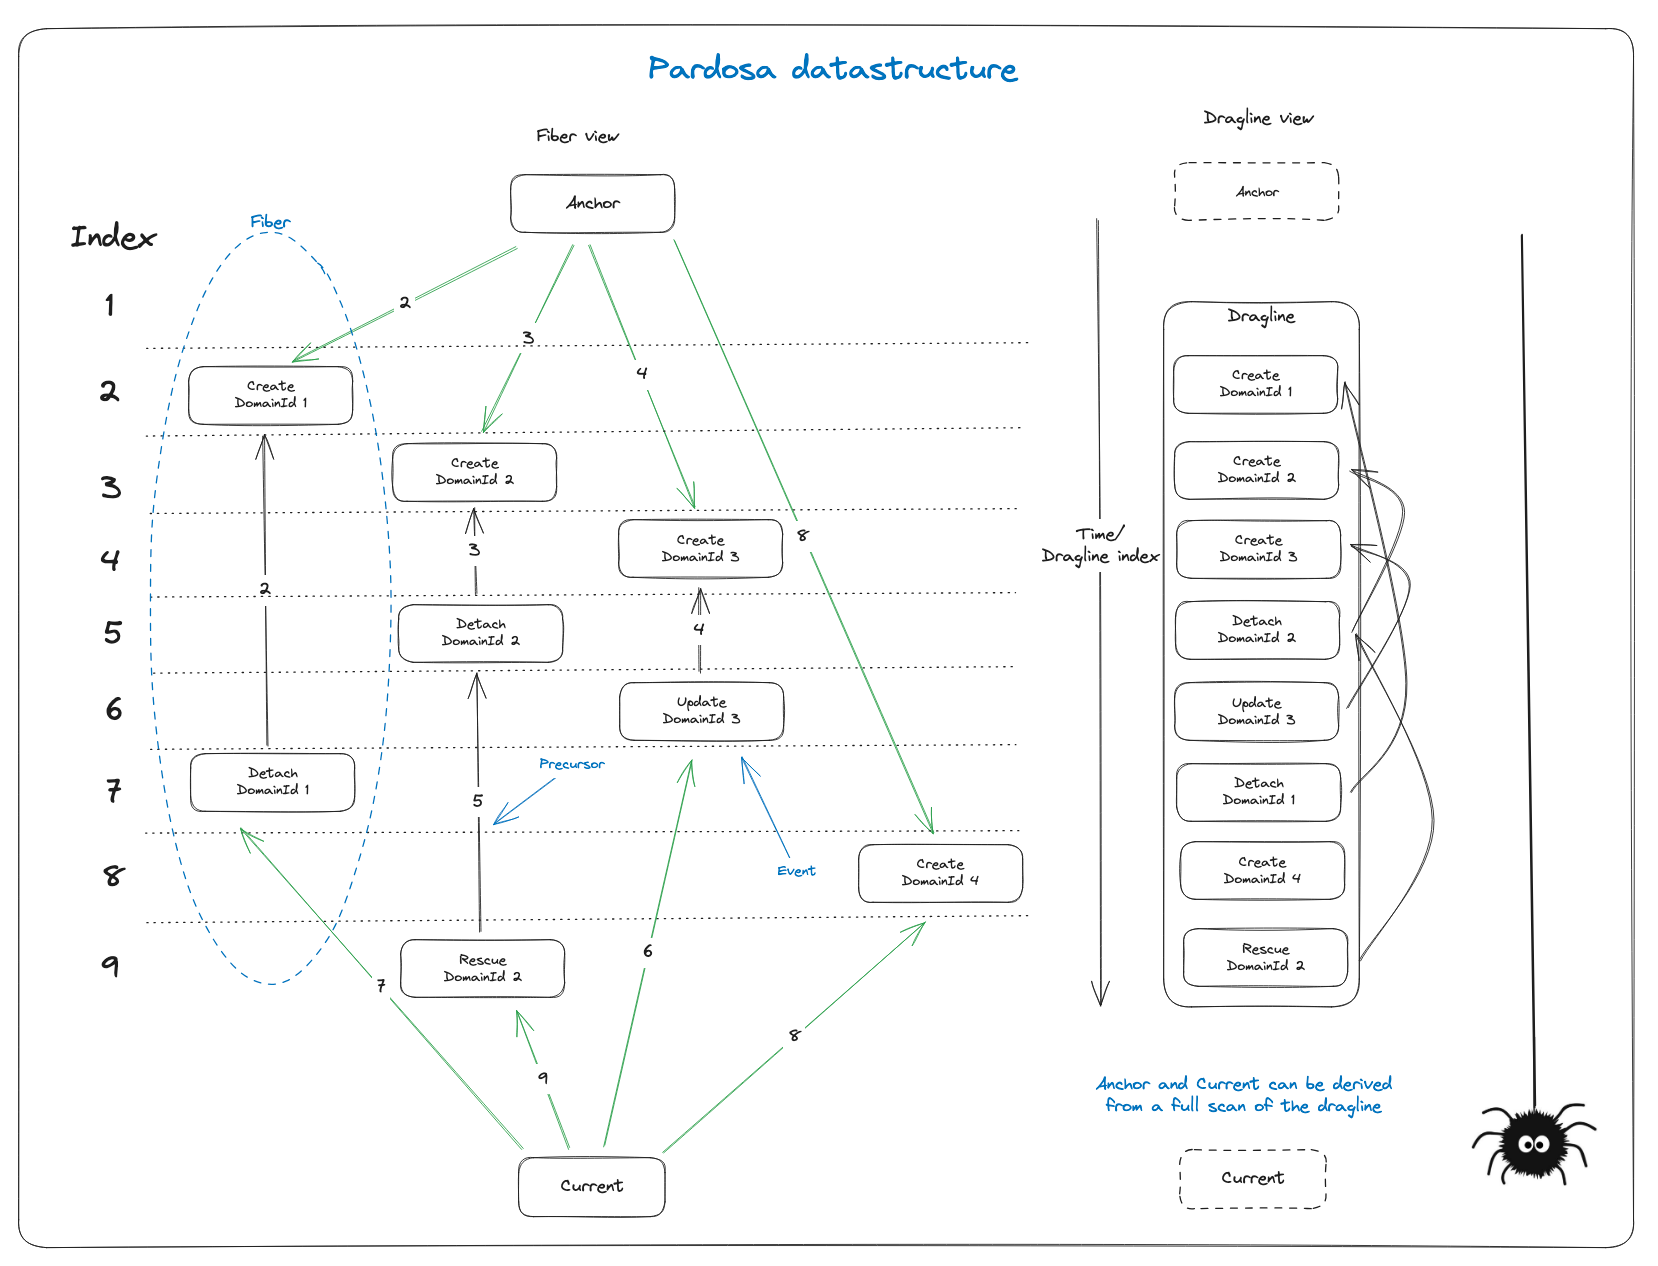 Pardosa datastructure
Fiber view
Anchor
Index
Fiber
1
2
3
4
5
6
7
8
9
2
3
4
8
Create
DomainId 1
Create
DomainId 2
Create
DomainId 3
2
3
Detach
DomainId 2
4
Update
DomainId 3
Detach
DomainId 1
5
Precursor
Event
Create
DomainId 4
Rescue
DomainId 2
7
9
6
8
Current
Dragline view
Anchor
Time/
Dragline index
Dragline
Create
DomainId 1
Create
DomainId 2
Create
DomainId 3
Detach
DomainId 2
Update
DomainId 3
Detach
DomainId 1
Create
DomainId 4
Rescue
DomainId 2
Anchor and Current can be derived
from a full scan of the dragline
Current